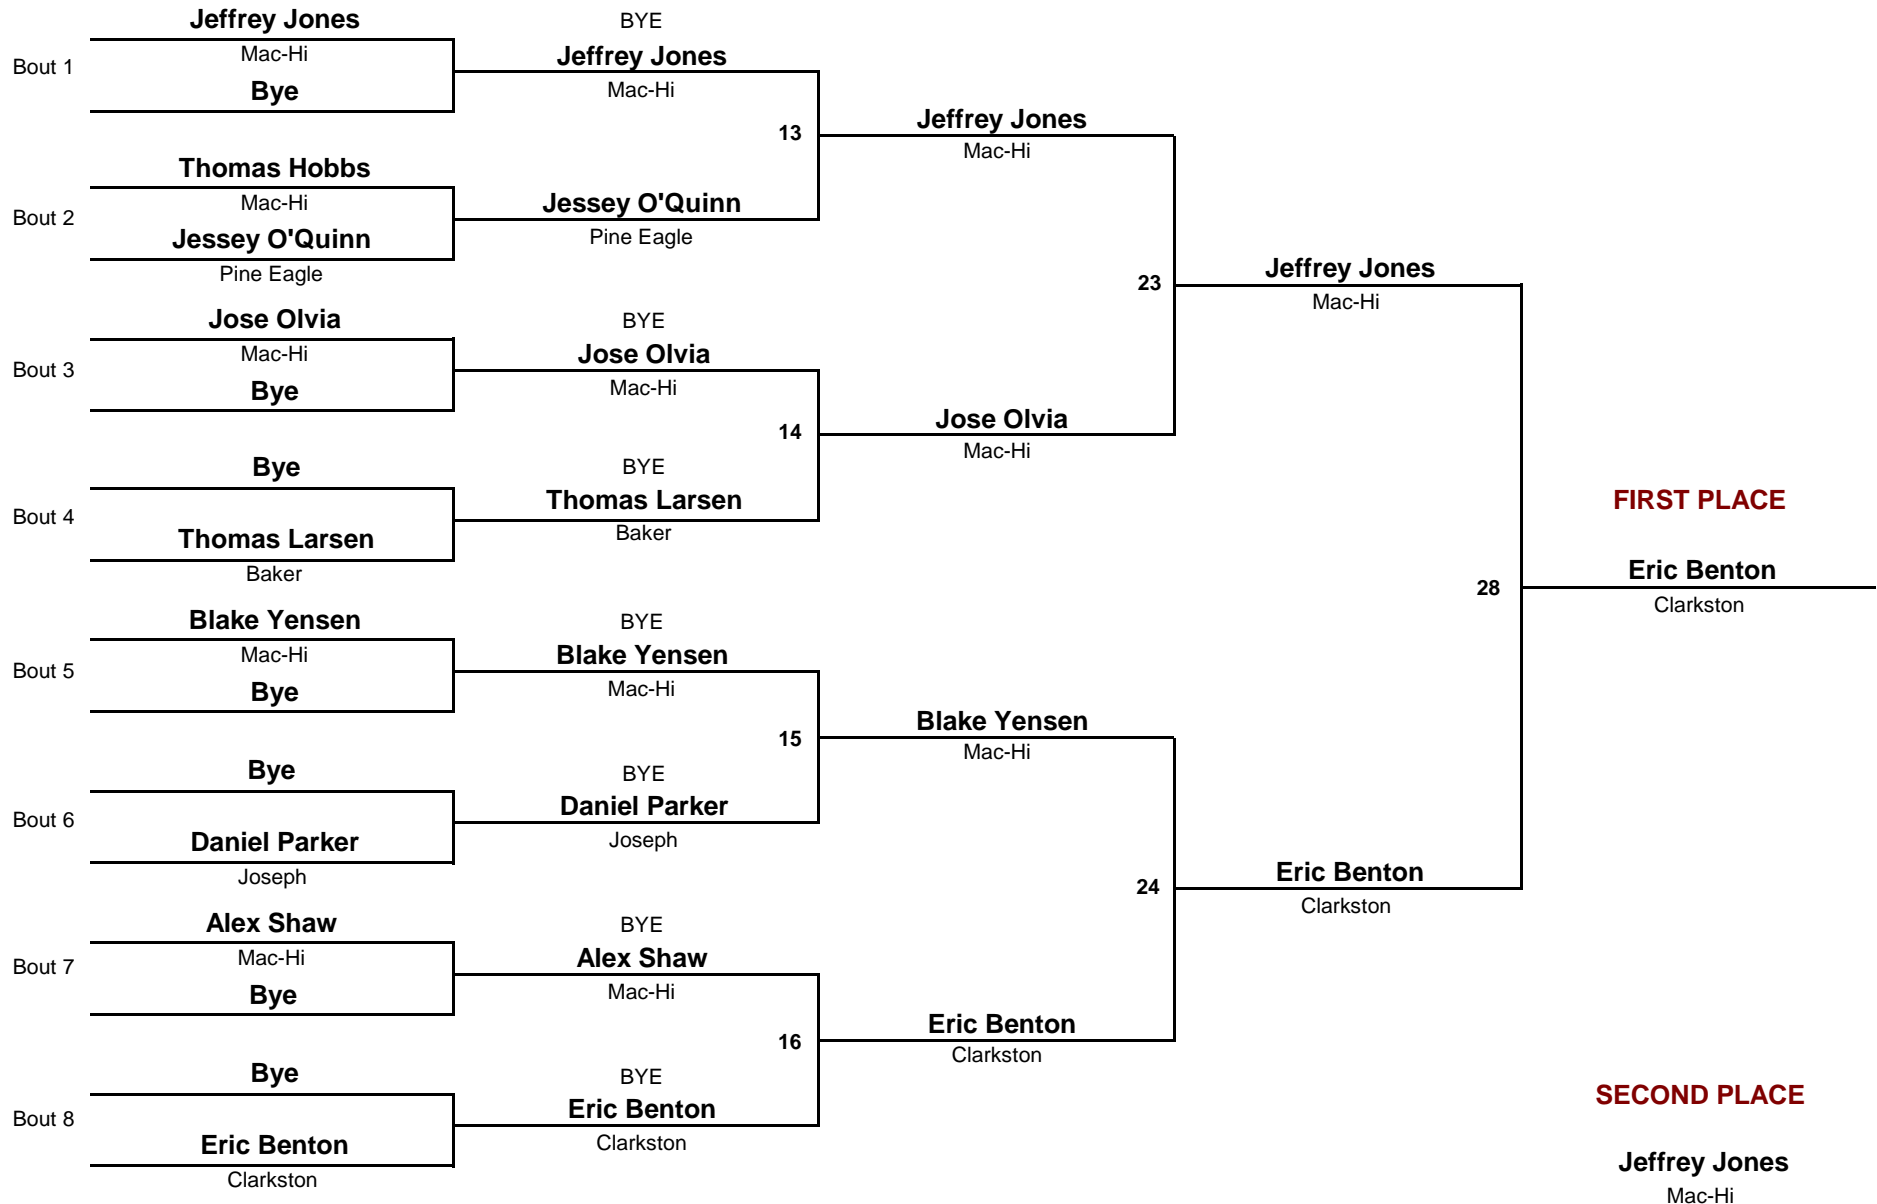 Jeffrey Jones
Mac-Hi
Bout 1
Bye
Thomas Hobbs
Mac-Hi
Bout 2
Jessey O'Quinn
Pine Eagle
Jose Olvia
Mac-Hi
Bout 3
Bye
Bye
Bout 4
Thomas Larsen
Baker
Blake Yensen
Mac-Hi
Bout 5
Bye
Bye
Bout 6
Daniel Parker
Joseph
Alex Shaw
Mac-Hi
Bout 7
Bye
Bye
Bout 8
Eric Benton
Clarkston
BYE
Jeffrey Jones
Mac-Hi
13
Jessey O'Quinn
Pine Eagle
BYE
Jose Olvia
Mac-Hi
14
BYE
Thomas Larsen
Baker
BYE
Blake Yensen
Mac-Hi
15
BYE
Daniel Parker
Joseph
BYE
Alex Shaw
Mac-Hi
16
BYE
Eric Benton
Clarkston
Jeffrey Jones
Mac-Hi
23
Jose Olvia
Mac-Hi
Blake Yensen
Mac-Hi
24
Eric Benton
Clarkston
Jeffrey Jones
Mac-Hi
28
Eric Benton
Clarkston
FIRST PLACE
Eric Benton
Clarkston
SECOND PLACE
Jeffrey Jones
Mac-Hi